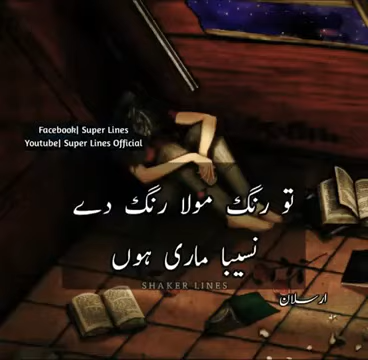 Facebook| Super Lines
Youtube| Super Lines Official
تو رنگ مولا رنگ دے
نسیبا ماری ہوں
SHAKER LINES
ارسلان